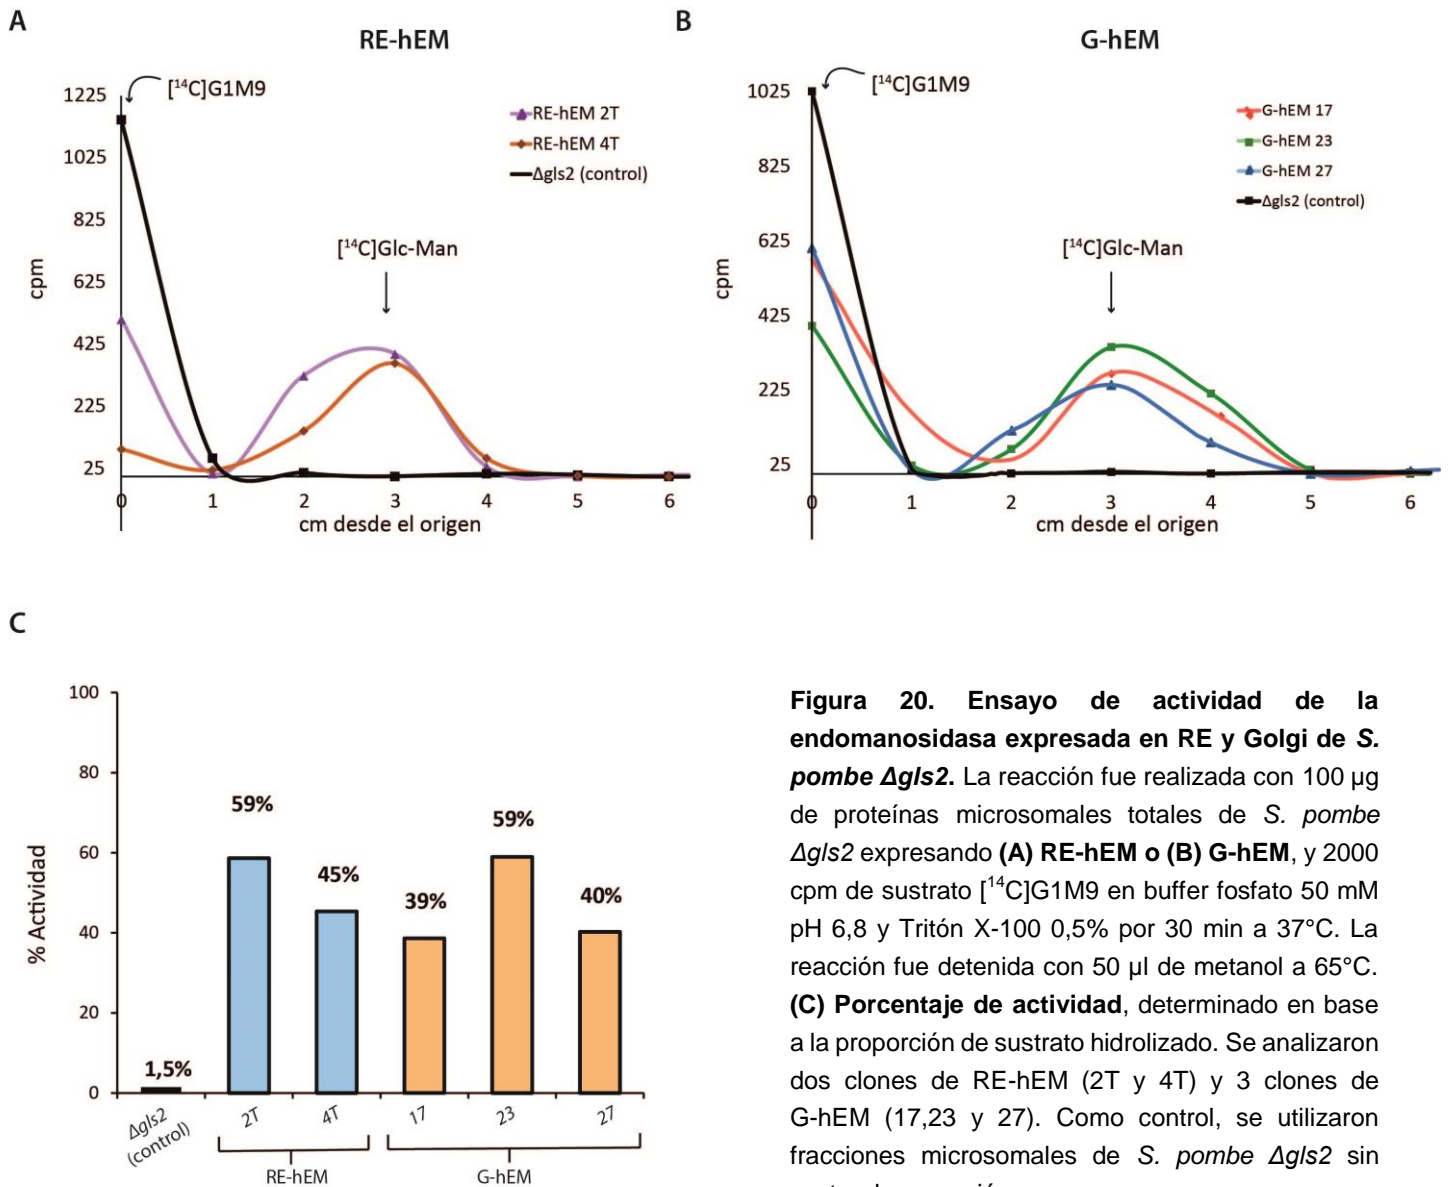 A
RE-hEM
[¹⁴C]G1M9
1225
1025
825
625
425
225
25
cpm
RE-hEM 2T
RE-hEM 4T
Δgls2 (control)
[¹⁴C]Glc-Man
0 1 2 3 4 5 6
cm desde el origen
B
G-hEM
[¹⁴C]G1M9
1025
825
625
425
225
25
cpm
G-hEM 17
G-hEM 23
G-hEM 27
Δgls2 (control)
[¹⁴C]Glc-Man
0 1 2 3 4 5 6
cm desde el origen
C
% Actividad
100
80
60
40
20
0
1,5%
59%
45%
39%
59%
40%
Δgls2
(control)
2T 4T 17 23 27
RE-hEM G-hEM
Figura 20. Ensayo de actividad de la
endomanosidasa expresada en RE y Golgi de S.
pombe Δgls2. La reacción fue realizada con 100 µg
de proteínas microsomales totales de S. pombe
Δgls2 expresando (A) RE-hEM o (B) G-hEM, y 2000
cpm de sustrato [¹⁴C]G1M9 en buffer fosfato 50 mM
pH 6,8 y Tritón X-100 0,5% por 30 min a 37°C. La
reacción fue detenida con 50 µl de metanol a 65°C.
(C) Porcentaje de actividad, determinado en base
a la proporción de sustrato hidrolizado. Se analizaron
dos clones de RE-hEM (2T y 4T) y 3 clones de
G-hEM (17,23 y 27). Como control, se utilizaron
fracciones microsomales de S. pombe Δgls2 sin